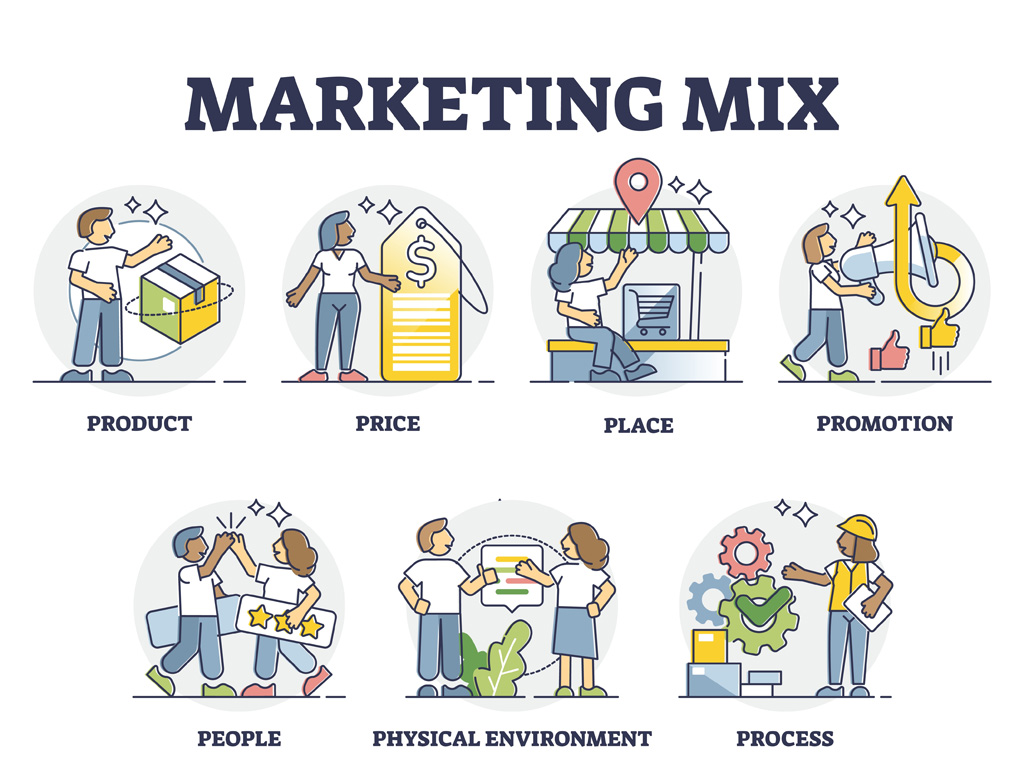 MARKETING MIX
$
PRODUCT
PRICE
PLACE
PROMOTION
PEOPLE
PHYSICAL ENVIRONMENT
PROCESS